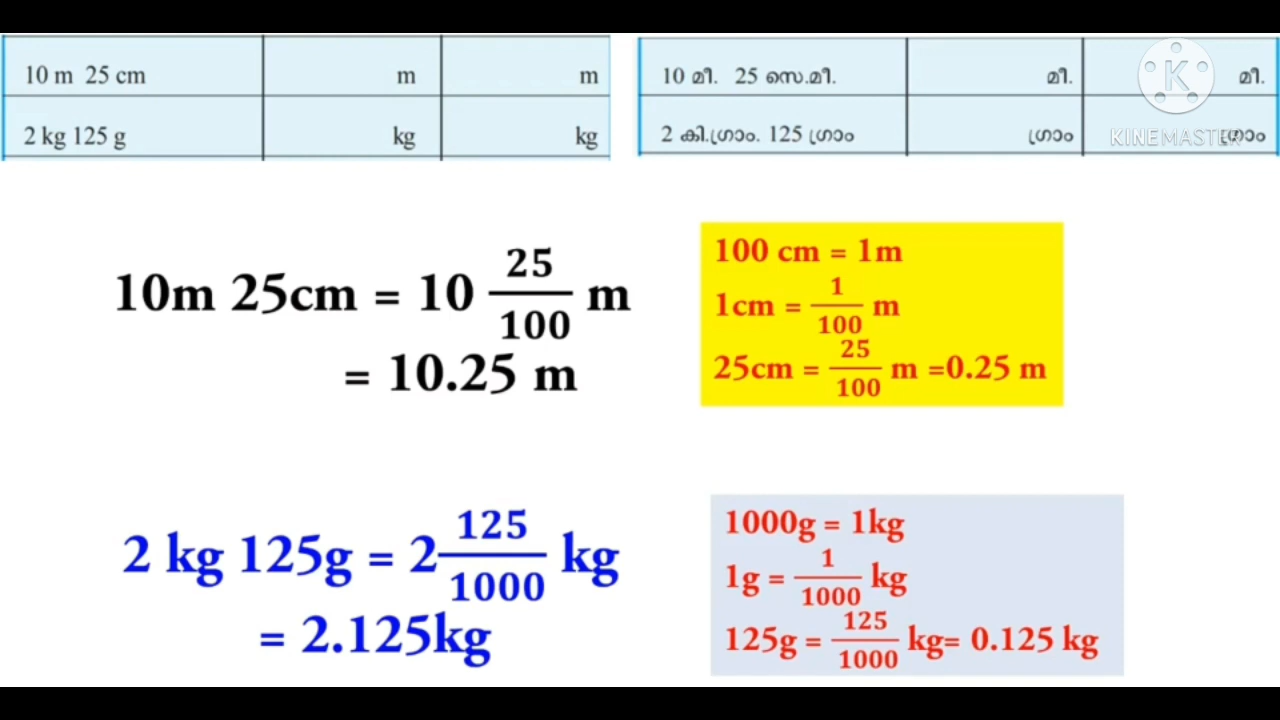 10 m 25 cm m m
2 kg 125 g kg kg
10 മീ. 25 സെ.മീ. മീ. മീ.
2 കി.ഗ്രാം. 125 ഗ്രാം ഗ്രാം ഗ്രാം
KINEMASTER
10m 25cm = 10 25/100 m
= 10.25 m
100 cm = 1m
1cm = 1/100 m
25cm = 25/100 m =0.25 m
2 kg 125g = 2 125/1000 kg
= 2.125kg
1000g = 1kg
1g = 1/1000 kg
125g = 125/1000 kg= 0.125 kg